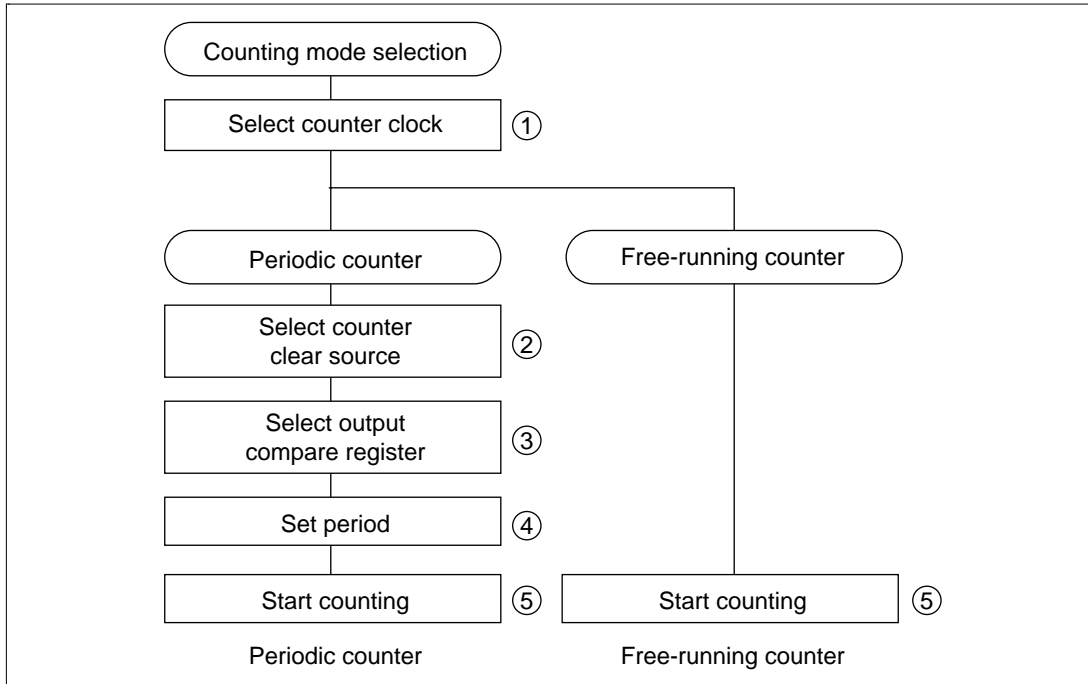 Counting mode selection
Select counter clock
①
Periodic counter
Free-running counter
Select counter
clear source
②
Select output
compare register
③
Set period
④
Start counting
⑤
Start counting
⑤
Periodic counter
Free-running counter